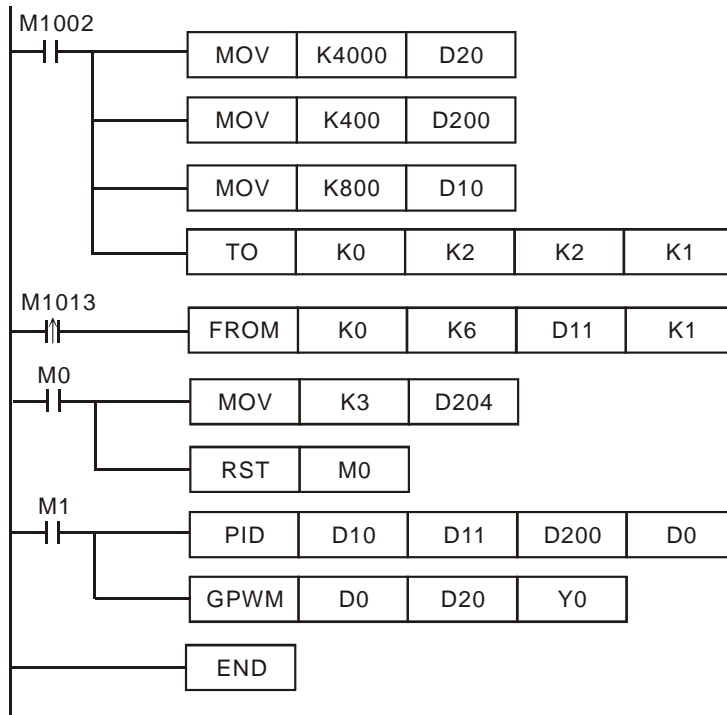 M1002
MOV K4000 D20
MOV K400 D200
MOV K800 D10
TO K0 K2 K2 K1
M1013
FROM K0 K6 D11 K1
M0
MOV K3 D204
RST M0
M1
PID D10 D11 D200 D0
GPWM D0 D20 Y0
END